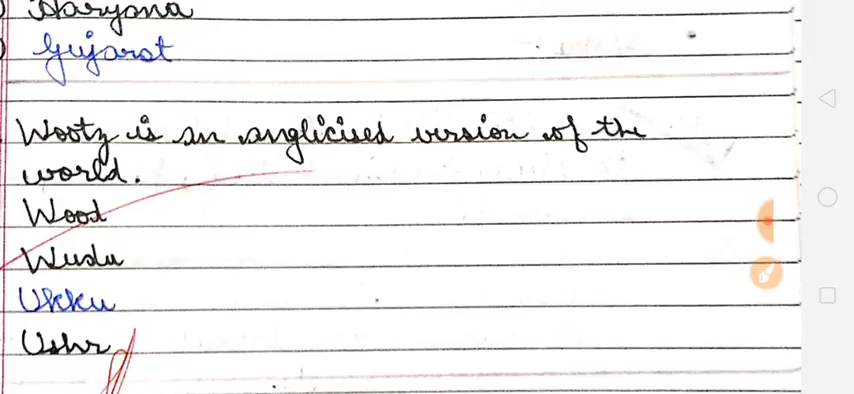 Haryana
Gujarat
Wootz is an anglicised version of the
world.
Wood
Wudu
Ukku
Ushr